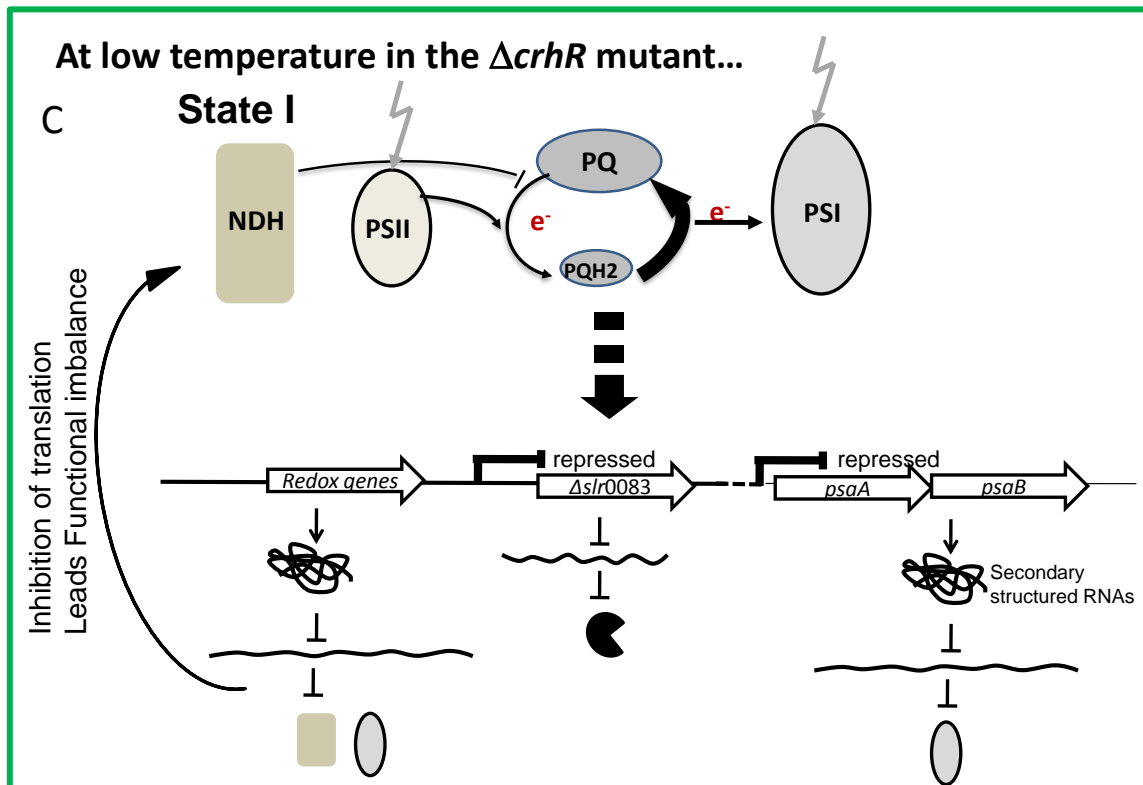 At low temperature in the ΔcrhR mutant...
C
State I
NDH
PSII
PQ
e-
PQH2
e-
PSI
Inhibition of translation
Leads Functional imbalance
Redox genes
repressed
Δslr0083
repressed
psaA
psaB
Secondary
structured RNAs